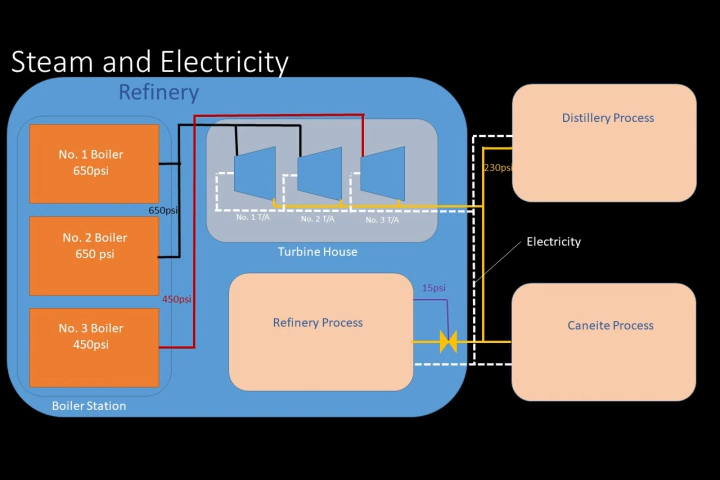 Steam and Electricity
Refinery
No. 1 Boiler
650psi
No. 2 Boiler
650 psi
No. 3 Boiler
450psi
Boiler Station
650psi
450psi
No. 1 T/A
No. 2 T/A
No. 3 T/A
Turbine House
Refinery Process
15psi
Distillery Process
230psi
Electricity
Caneite Process